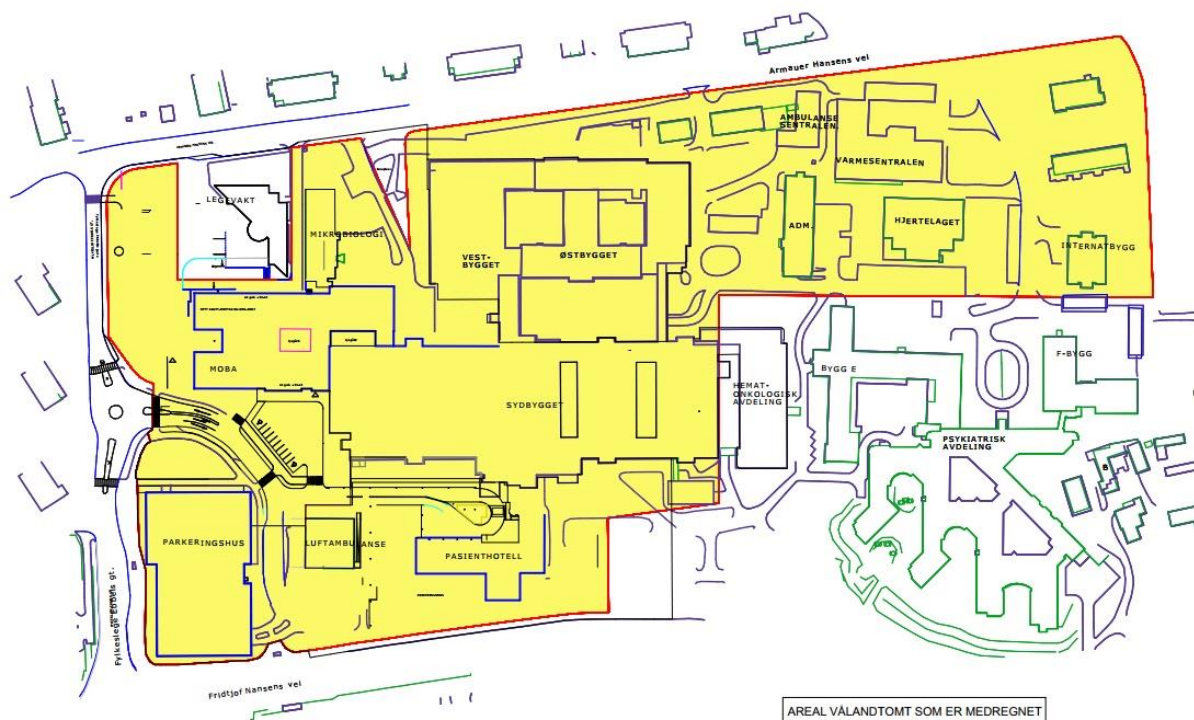 Armauer Hansens vei
AMBULANSE
SENTRALEN.
VARMESENTRALEN
LEGEVAKT
MIKROBIOLOGI
ADM.
HJERTELAGET
INTERNATBYGG
VEST-
BYGGET
ØSTBYGGET
MOBA
SYDBYGGET
HEMAT-
ONKOLOGISK
AVDELING
BYGG E
F-BYGG
PSYKIATRISK
AVDELING
B
PARKERINGSHUS
LUFTAMBULANSE
PASIENTHOTELL
Fylkeslege Ebbels gt.
Fridtjof Nansens vei
AREAL VÅLANDTOMT SOM ER MEDREGNET